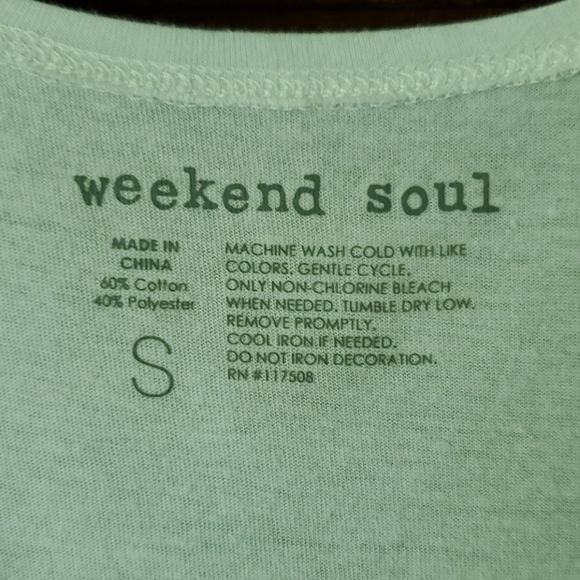 weekend soul
MADE IN
CHINA
60% Cotton
40% Polyester
S
MACHINE WASH COLD WITH LIKE
COLORS. GENTLE CYCLE.
ONLY NON-CHLORINE BLEACH
WHEN NEEDED. TUMBLE DRY LOW.
REMOVE PROMPTLY.
COOL IRON IF NEEDED.
DO NOT IRON DECORATION.
RN #117508